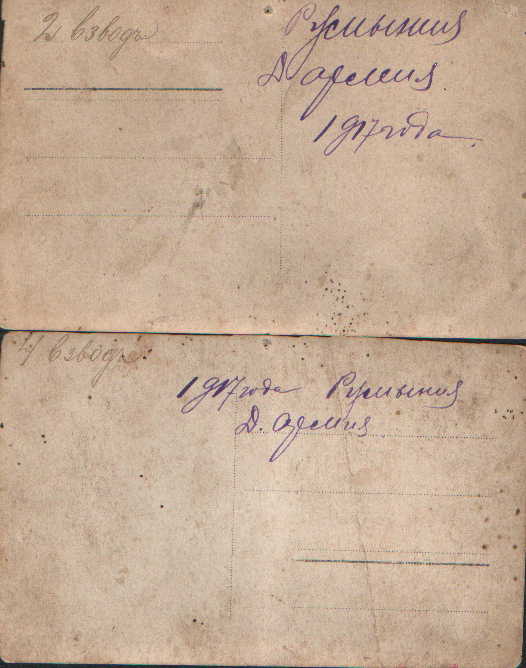 2 взводъ
Румыния
Д армия
1917 года.
4 взводъ
1917 года Румыния
Д. армия